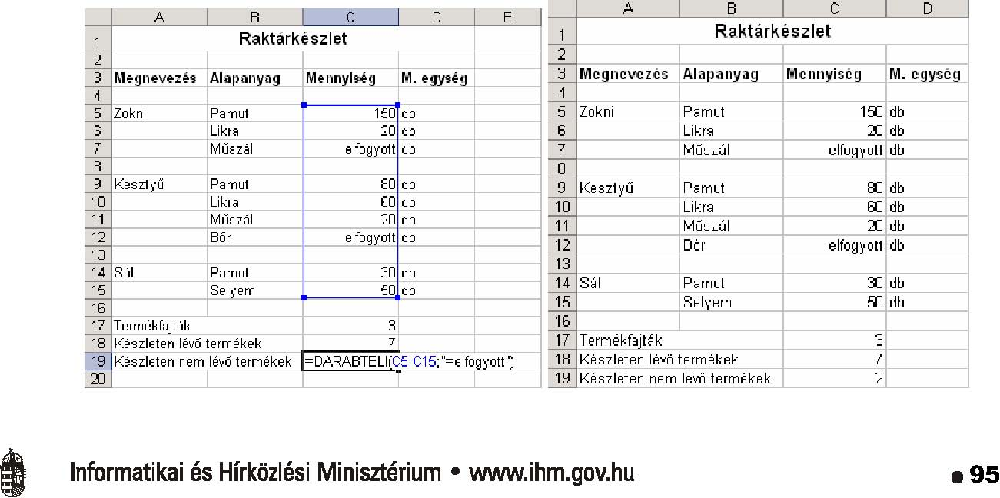 A B C D E
1 Raktárkészlet
2
3 Megnevezés Alapanyag Mennyiség M. egység
4
5 Zokni Pamut 150 db
6 Likra 20 db
7 Műszál elfogyott db
8
9 Kesztyű Pamut 80 db
10 Likra 60 db
11 Műszál 20 db
12 Bőr elfogyott db
13
14 Sál Pamut 30 db
15 Selyem 50 db
16
17 Termékfajták 3
18 Készleten lévő termékek 7
19 Készleten nem lévő termékek =DARABTELI(C5:C15;"=elfogyott")
20
A B C D
1 Raktárkészlet
2
3 Megnevezés Alapanyag Mennyiség M. egység
4
5 Zokni Pamut 150 db
6 Likra 20 db
7 Műszál elfogyott db
8
9 Kesztyű Pamut 80 db
10 Likra 60 db
11 Műszál 20 db
12 Bőr elfogyott db
13
14 Sál Pamut 30 db
15 Selyem 50 db
16
17 Termékfajták 3
18 Készleten lévő termékek 7
19 Készleten nem lévő termékek 2
Informatikai és Hírközlési Minisztérium • www.ihm.gov.hu
• 95